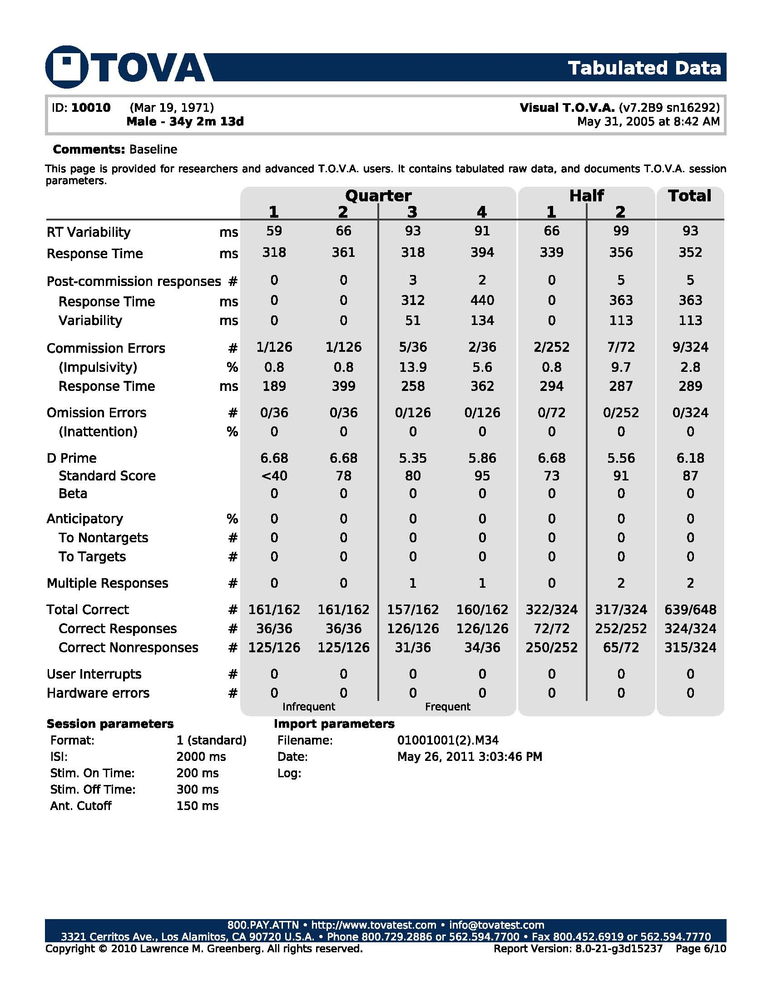 TOVA Tabulated Data
ID: 10010 (Mar 19, 1971) Visual T.O.V.A. (v7.2B9 sn16292)
Male - 34y 2m 13d May 31, 2005 at 8:42 AM
Comments: Baseline
This page is provided for researchers and advanced T.O.V.A. users. It contains tabulated raw data, and documents T.O.V.A. session
parameters.
Quarter Half Total
1 2 3 4 1 2
RT Variability ms 59 66 93 91 66 99 93
Response Time ms 318 361 318 394 339 356 352
Post-commission responses # 0 0 3 2 0 5 5
Response Time ms 0 0 312 440 0 363 363
Variability ms 0 0 51 134 0 113 113
Commission Errors # 1/126 1/126 5/36 2/36 2/252 7/72 9/324
(Impulsivity) % 0.8 0.8 13.9 5.6 0.8 9.7 2.8
Response Time ms 189 399 258 362 294 287 289
Omission Errors # 0/36 0/36 0/126 0/126 0/72 0/252 0/324
(Inattention) % 0 0 0 0 0 0 0
D Prime 6.68 6.68 5.35 5.86 6.68 5.56 6.18
Standard Score <40 78 80 95 73 91 87
Beta 0 0 0 0 0 0 0
Anticipatory % 0 0 0 0 0 0 0
To Nontargets # 0 0 0 0 0 0 0
To Targets # 0 0 0 0 0 0 0
Multiple Responses # 0 0 1 1 0 2 2
Total Correct # 161/162 161/162 157/162 160/162 322/324 317/324 639/648
Correct Responses # 36/36 36/36 126/126 126/126 72/72 252/252 324/324
Correct Nonresponses # 125/126 125/126 31/36 34/36 250/252 65/72 315/324
User Interrupts # 0 0 0 0 0 0 0
Hardware errors # 0 0 0 0 0 0 0
Infrequent Frequent
Session parameters Import parameters
Format: 1 (standard) Filename: 01001001(2).M34
ISI: 2000 ms Date: May 26, 2011 3:03:46 PM
Stim. On Time: 200 ms Log:
Stim. Off Time: 300 ms
Ant. Cutoff 150 ms
800.PAY.ATTN • http://www.tovatest.com • info@tovatest.com
3321 Cerritos Ave., Los Alamitos, CA 90720 U.S.A. • Phone 800.729.2886 or 562.594.7700 • Fax 800.452.6919 or 562.594.7770
Copyright © 2010 Lawrence M. Greenberg. All rights reserved. Report Version: 8.0-21-g3d15237 Page 6/10